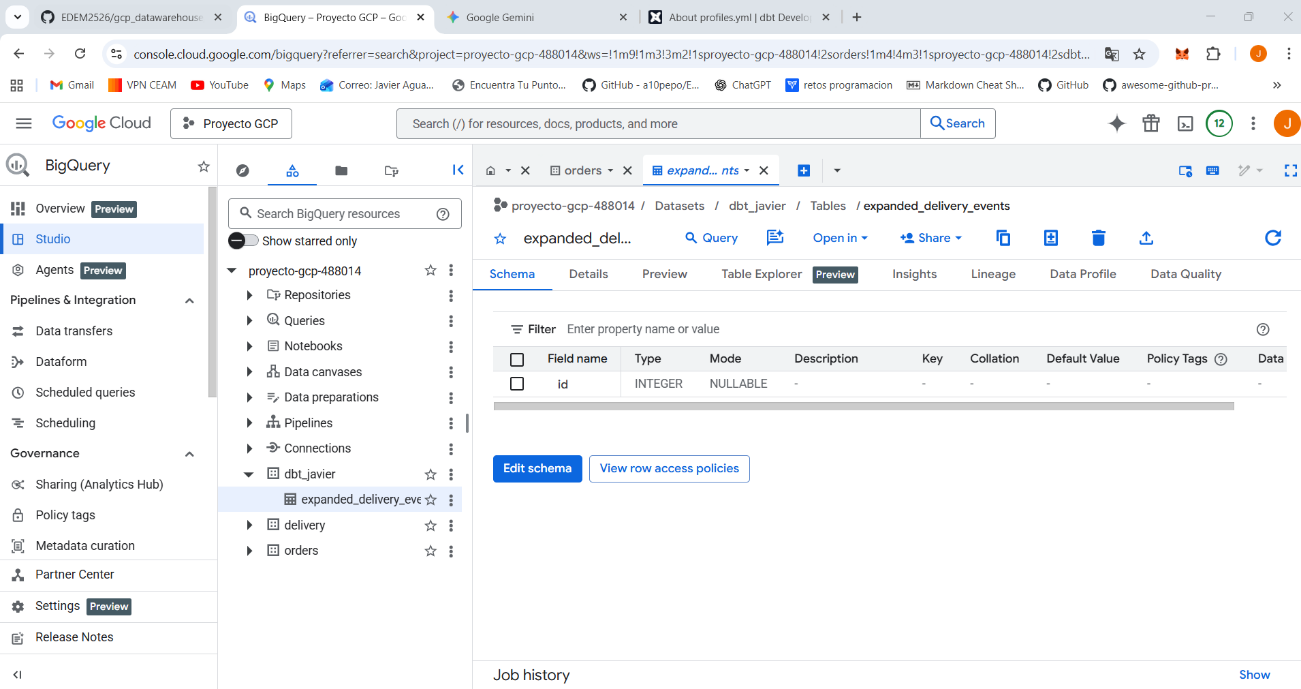 EDEM2526/gcp_datawarehouse
BigQuery – Proyecto GCP – Goo
Google Gemini
About profiles.yml | dbt Develo
console.cloud.google.com/bigquery?referrer=search&project=proyecto-gcp-488014&ws=!1m9!1m3!3m2!1sproyecto-gcp-488014!2sorders!1m4!4m3!1sproyecto-gcp-488014!2sdbt...
J
Gmail
VPN CEAM
YouTube
Maps
Correo: Javier Agua...
Encuentra Tu Punto...
GitHub - a10pepo/E...
ChatGPT
retos programacion
Markdown Cheat Sh...
GitHub
awesome-github-pr...
Google Cloud
Proyecto GCP
Search (/) for resources, docs, products, and more
Search
12
J
BigQuery
Overview Preview
Studio
Agents Preview
Pipelines & Integration
Data transfers
Dataform
Scheduled queries
Scheduling
Governance
Sharing (Analytics Hub)
Policy tags
Metadata curation
Partner Center
Settings Preview
Release Notes
Search BigQuery resources
Show starred only
proyecto-gcp-488014
Repositories
Queries
Notebooks
Data canvases
Data preparations
Pipelines
Connections
dbt_javier
expanded_delivery_eve
delivery
orders
orders
expand... nts
proyecto-gcp-488014 / Datasets / dbt_javier / Tables / expanded_delivery_events
expanded_del...
Query
Open in
Share
Schema
Details
Preview
Table Explorer Preview
Insights
Lineage
Data Profile
Data Quality
Filter Enter property name or value
Field name Type Mode Description Key Collation Default Value Policy Tags Data
id INTEGER NULLABLE - - - - - -
Edit schema
View row access policies
Job history
Show